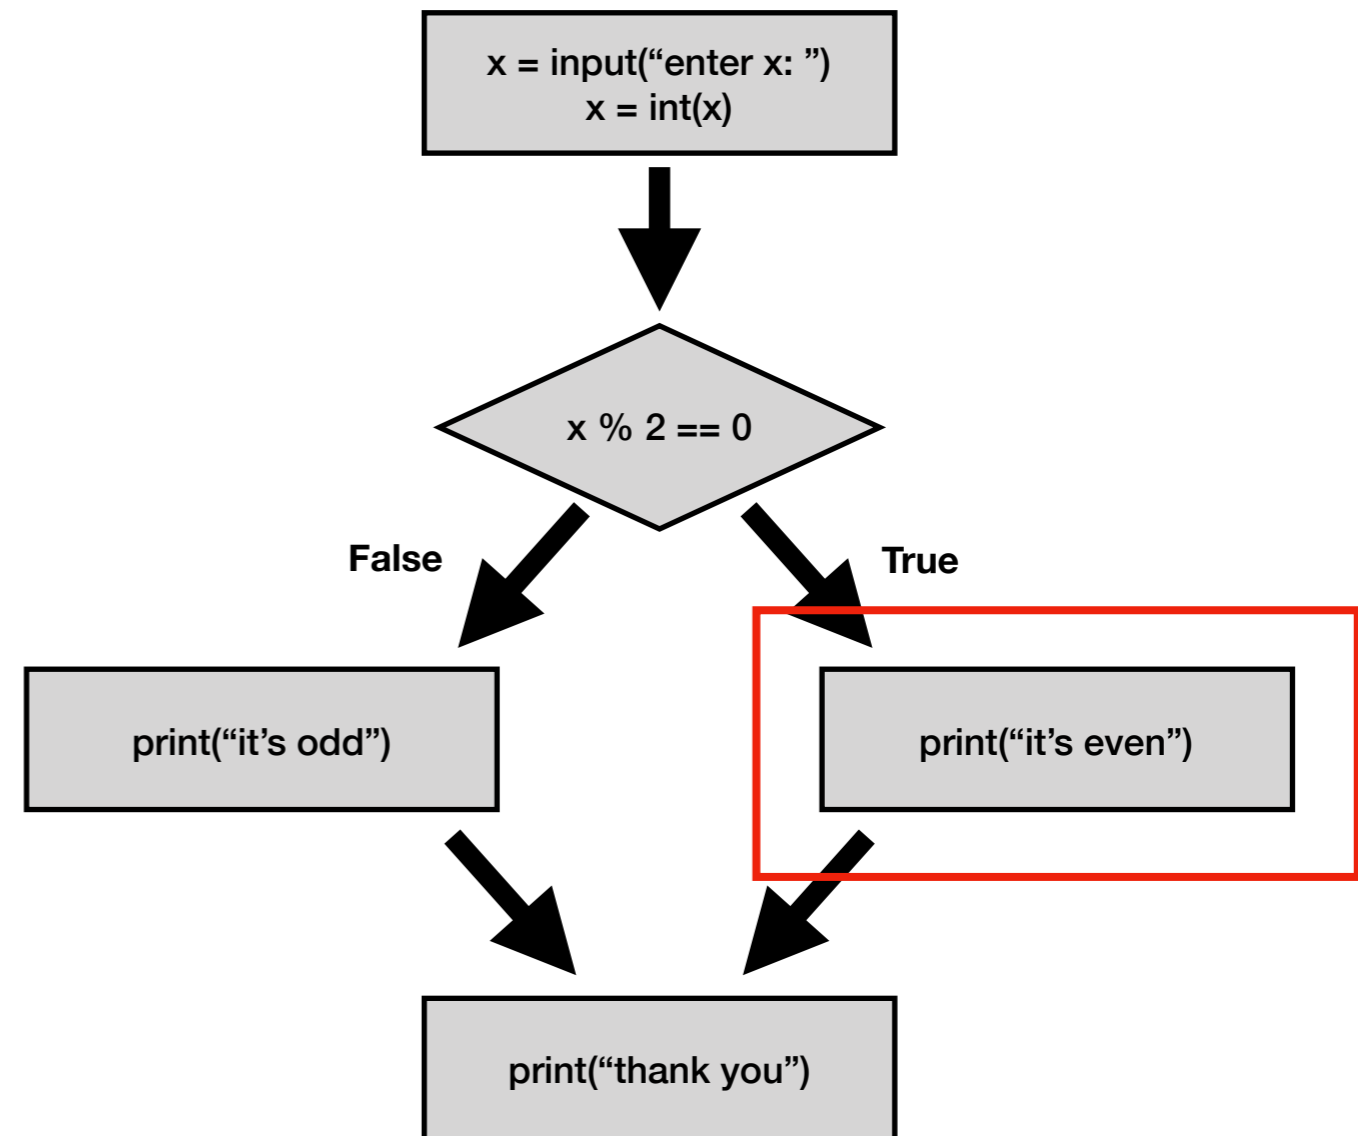 x = input(“enter x: ”)
x = int(x)
x % 2 == 0
False
True
print(“it’s odd”)
print(“it’s even”)
print(“thank you”)